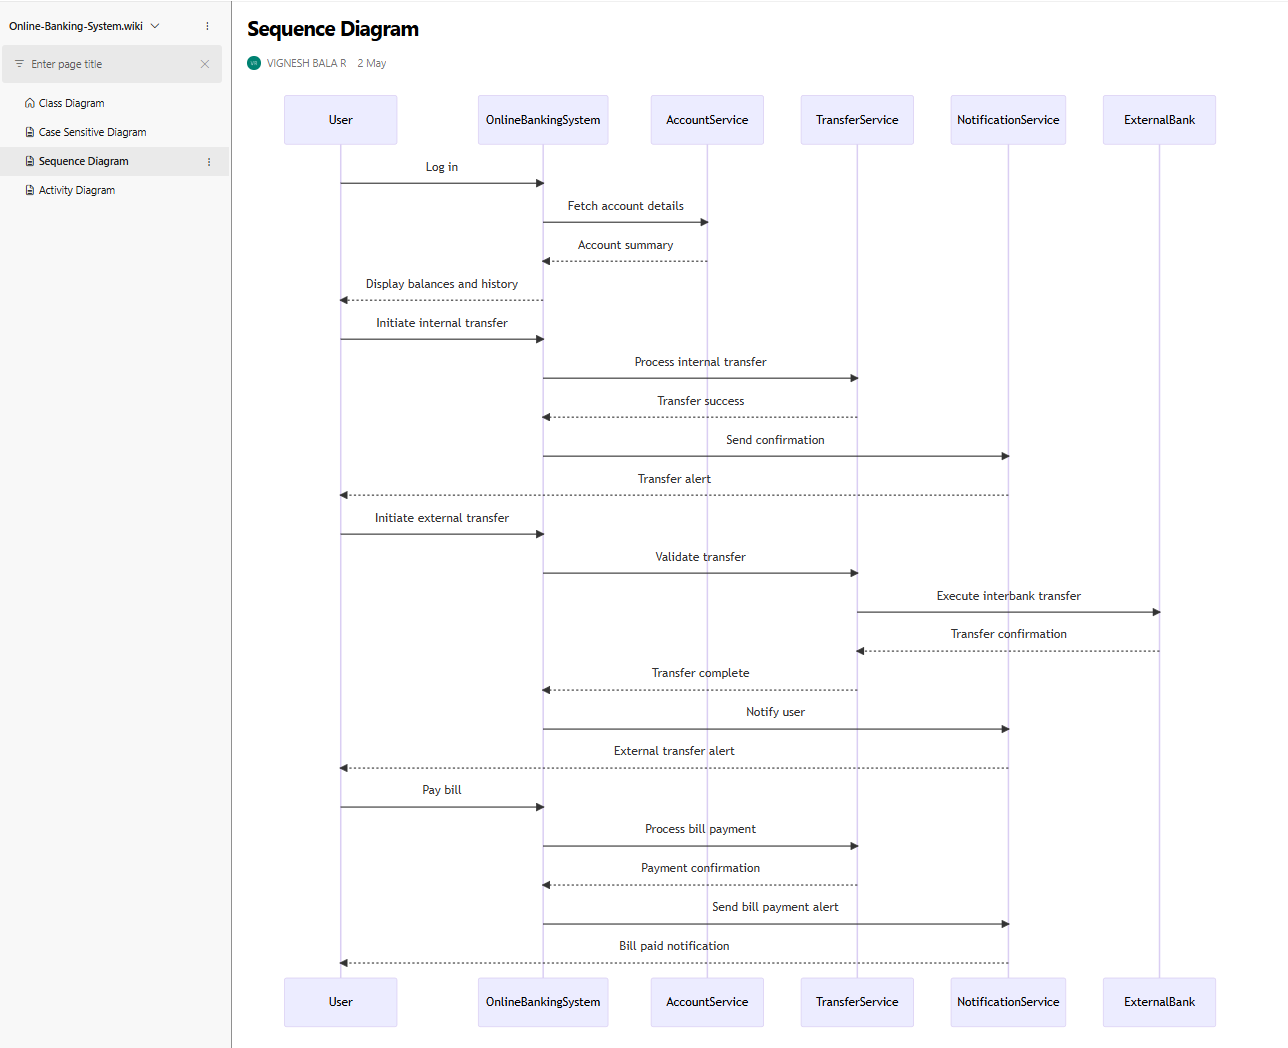 Online-Banking-System.wiki
Enter page title
Class Diagram
Case Sensitive Diagram
Sequence Diagram
Activity Diagram
Sequence Diagram
VIGNESH BALA R 2 May
User OnlineBankingSystem AccountService TransferService NotificationService ExternalBank
Log in
Fetch account details
Account summary
Display balances and history
Initiate internal transfer
Process internal transfer
Transfer success
Send confirmation
Transfer alert
Initiate external transfer
Validate transfer
Execute interbank transfer
Transfer confirmation
Transfer complete
Notify user
External transfer alert
Pay bill
Process bill payment
Payment confirmation
Send bill payment alert
Bill paid notification
User OnlineBankingSystem AccountService TransferService NotificationService ExternalBank